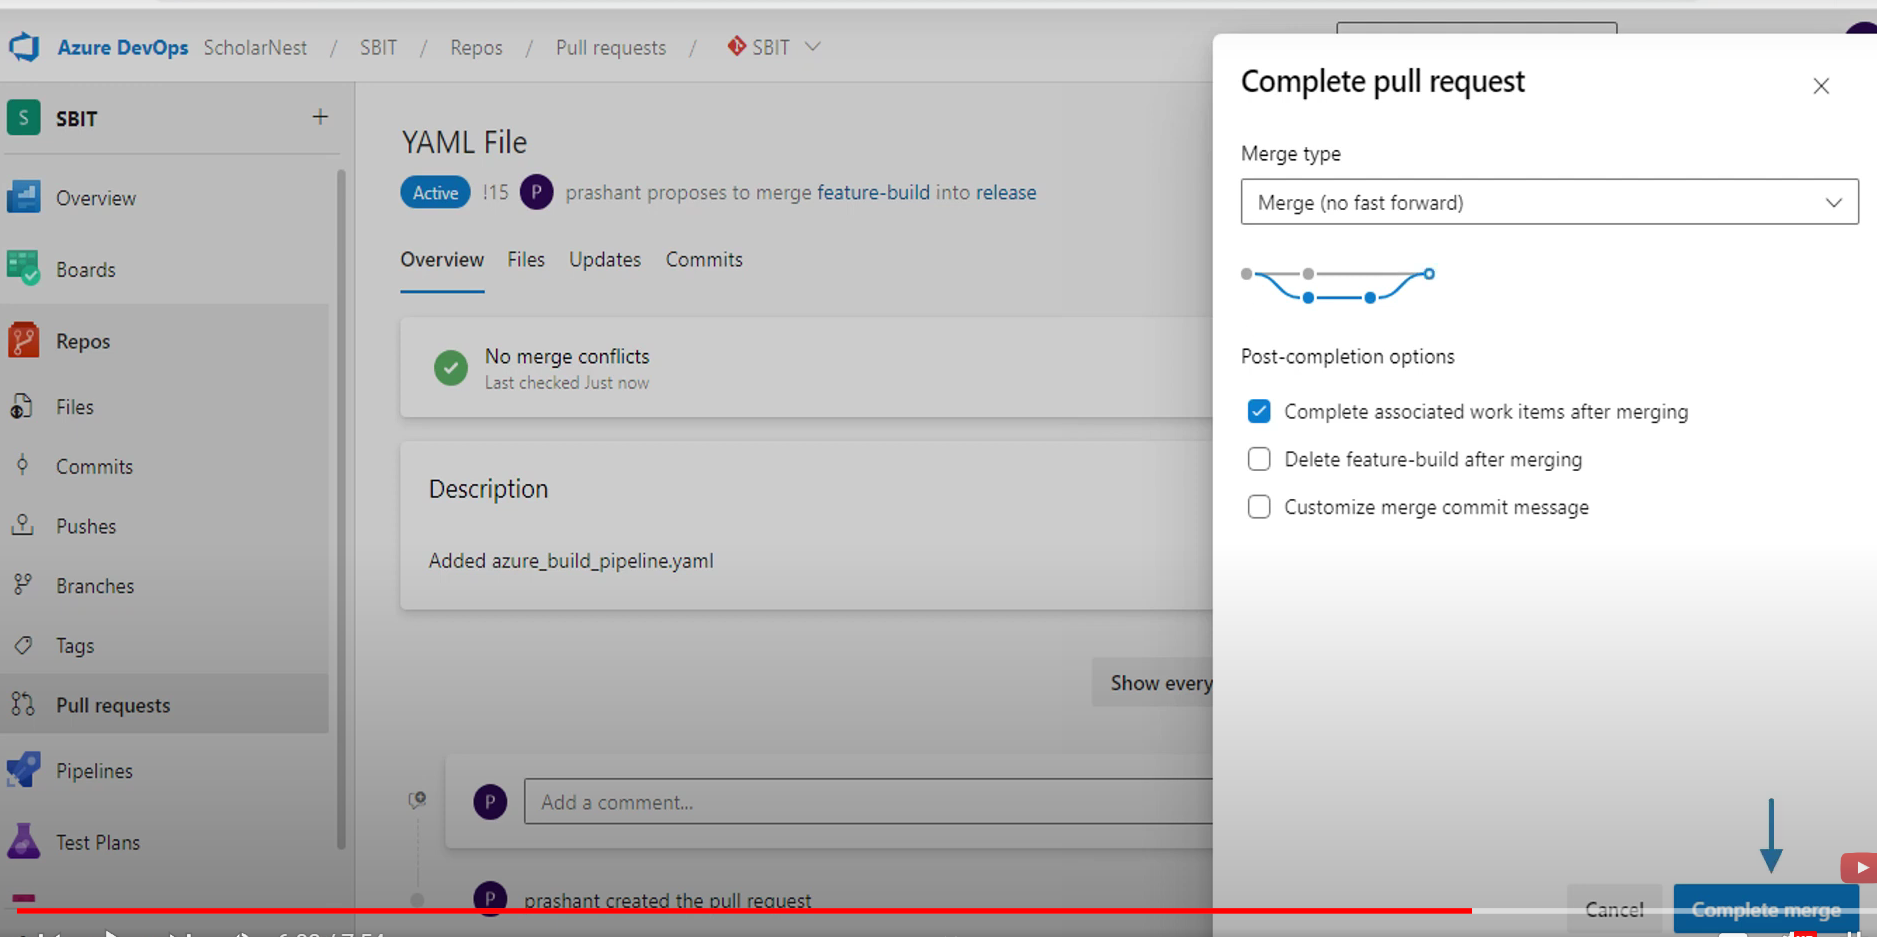 Azure DevOps ScholarNest / SBIT / Repos / Pull requests / SBIT
S SBIT +
Overview
Boards
Repos
Files
Commits
Pushes
Branches
Tags
Pull requests
Pipelines
Test Plans
YAML File
Active !15 P prashant proposes to merge feature-build into release
Overview Files Updates Commits
No merge conflicts
Last checked Just now
Description
Added azure_build_pipeline.yaml
Show every
P Add a comment...
P prashant created the pull request
Complete pull request
Merge type
Merge (no fast forward)
Post-completion options
Complete associated work items after merging
Delete feature-build after merging
Customize merge commit message
Cancel Complete merge